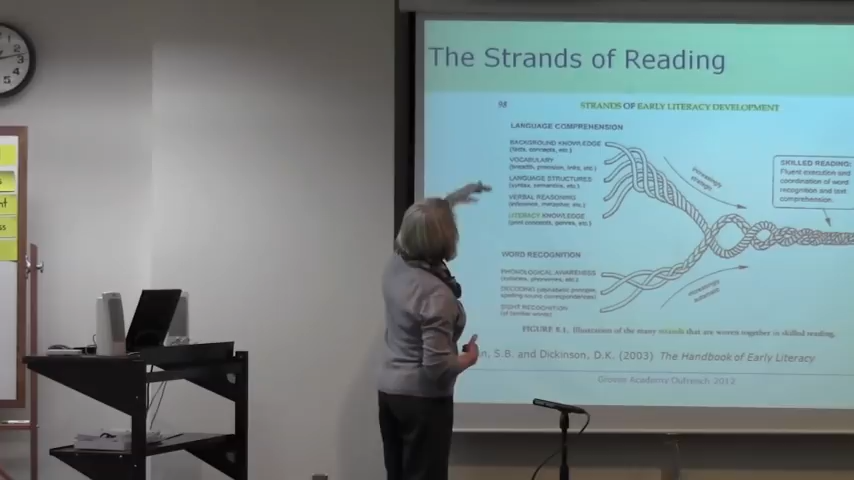 The Strands of Reading
98 STRANDS OF EARLY LITERACY DEVELOPMENT
LANGUAGE COMPREHENSION
BACKGROUND KNOWLEDGE
(facts, concepts, etc.)
VOCABULARY
(breadth, precision, links, etc.)
LANGUAGE STRUCTURES
(syntax, semantics, etc.)
VERBAL REASONING
(inference, metaphor, etc.)
LITERACY KNOWLEDGE
(print concepts, genres, etc.)
increasingly
strategic
SKILLED READING:
Fluent execution and
coordination of word
recognition and text
comprehension.
WORD RECOGNITION
PHONOLOGICAL AWARENESS
(syllables, phonemes, etc.)
DECODING (alphabetic principle,
spelling-sound correspondences)
SIGHT RECOGNITION
(of familiar words)
increasingly
automatic
FIGURE 8.1. Illustration of the many strands that are woven together in skilled reading.
S.B. and Dickinson, D.K. (2003) The Handbook of Early Literacy
Academy Outreach 2012